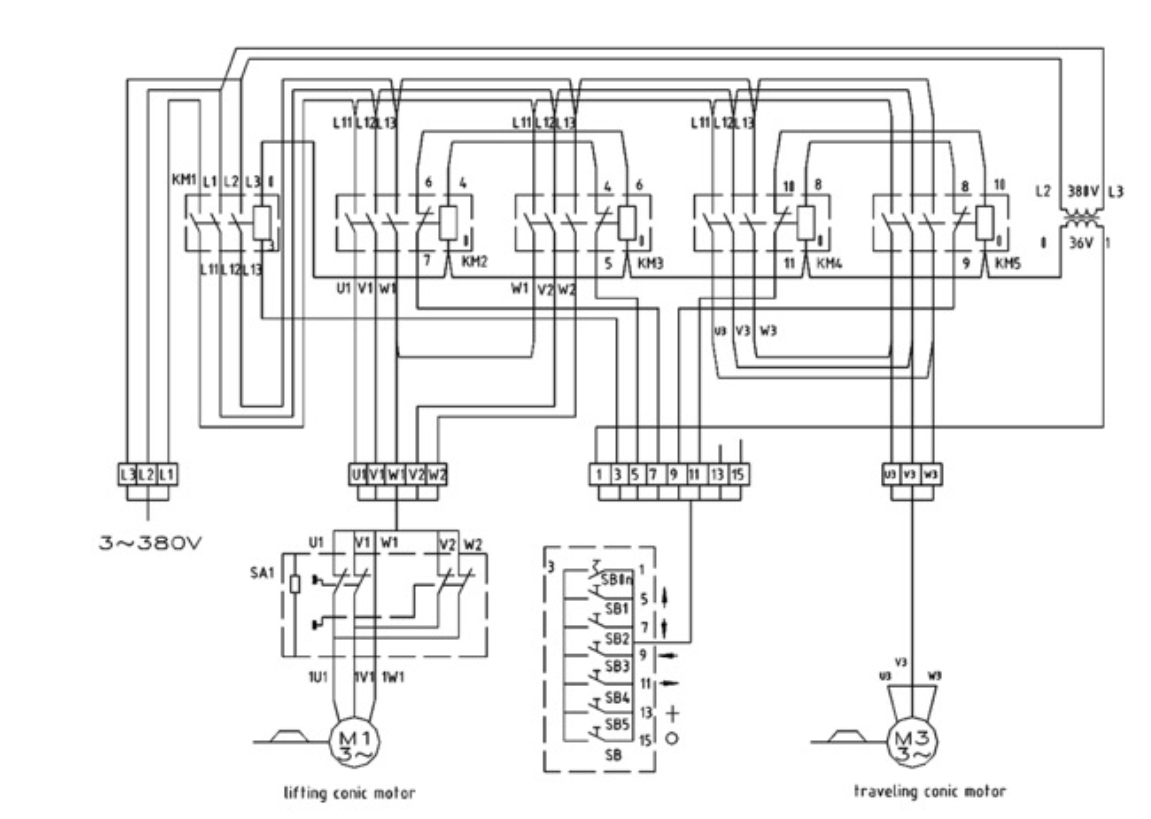 L11 L12 L13
L11 L12 L13
L11 L12 L13
KM1 L1 L2 L3 0
6 4
4 6
10 8
8 10
L2 380V L3
3
0
0
0
0
0 36V 1
L11 L12 L13
7 KM2
5 KM3
11 KM4
9 KM5
U1 V1 W1
W1 V2 W2
U3 V3 W3
L3 L2 L1
U1 V1 W1 V2 W2
1 3 5 7 9 11 13 15
U3 V3 W3
3~380V
U1 V1 W1 V2 W2
SA1
3
1
SB0n
5
SB1
7
SB2
9
SB3
11
SB4
13 +
SB5
15 O
SB
1U1 1V1 1W1
V3
U3 W3
M1
3~
M3
3~
lifting conic motor
traveling conic motor